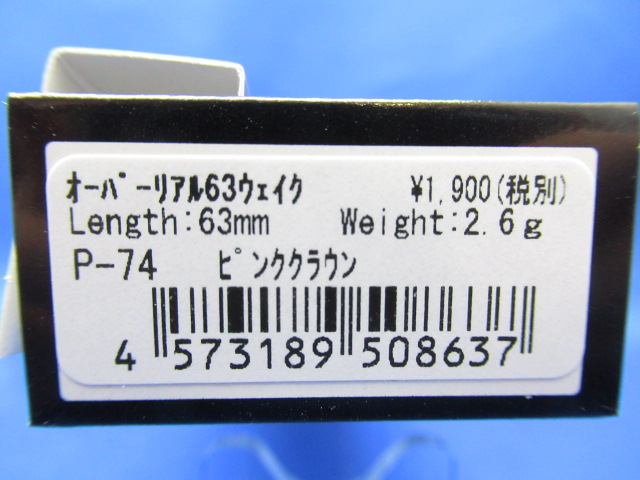 ｵｰﾊﾞｰﾘｱﾙ63ウェイク ¥1,900(税別)
Length:63mm Weight:2.6g
P-74 ﾋﾟﾝｸクラウン
4 573189 508637